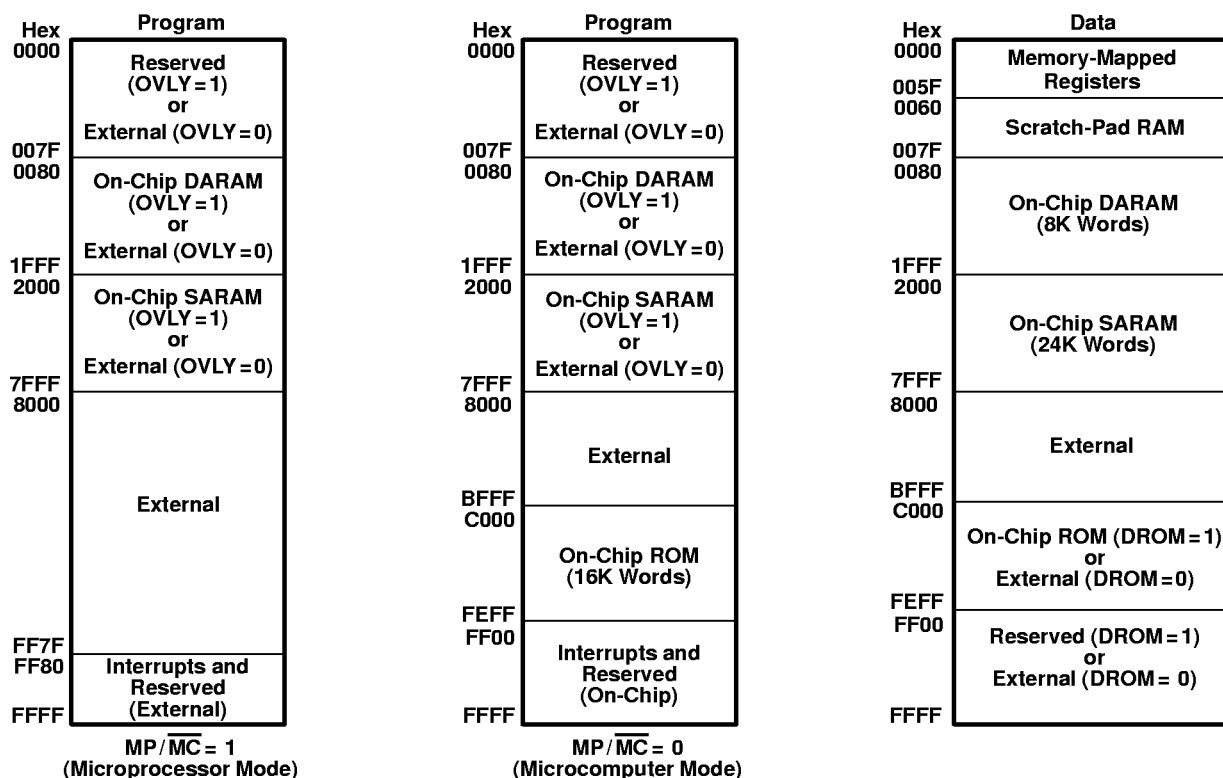 Hex
Program
0000
Reserved
(OVLY = 1)
or
External (OVLY = 0)
007F
0080
On-Chip DARAM
(OVLY = 1)
or
External (OVLY = 0)
1FFF
2000
On-Chip SARAM
(OVLY = 1)
or
External (OVLY = 0)
7FFF
8000
External
FF7F
FF80
Interrupts and
Reserved
(External)
FFFF
MP/M̅C̅ = 1
(Microprocessor Mode)
Hex
Program
0000
Reserved
(OVLY = 1)
or
External (OVLY = 0)
007F
0080
On-Chip DARAM
(OVLY = 1)
or
External (OVLY = 0)
1FFF
2000
On-Chip SARAM
(OVLY = 1)
or
External (OVLY = 0)
7FFF
8000
External
BFFF
C000
On-Chip ROM
(16K Words)
FEFF
FF00
Interrupts and
Reserved
(On-Chip)
FFFF
MP/M̅C̅ = 0
(Microcomputer Mode)
Hex
Data
0000
Memory-Mapped
Registers
005F
0060
Scratch-Pad RAM
007F
0080
On-Chip DARAM
(8K Words)
1FFF
2000
On-Chip SARAM
(24K Words)
7FFF
8000
External
BFFF
C000
On-Chip ROM (DROM = 1)
or
External (DROM = 0)
FEFF
FF00
Reserved (DROM = 1)
or
External (DROM = 0)
FFFF